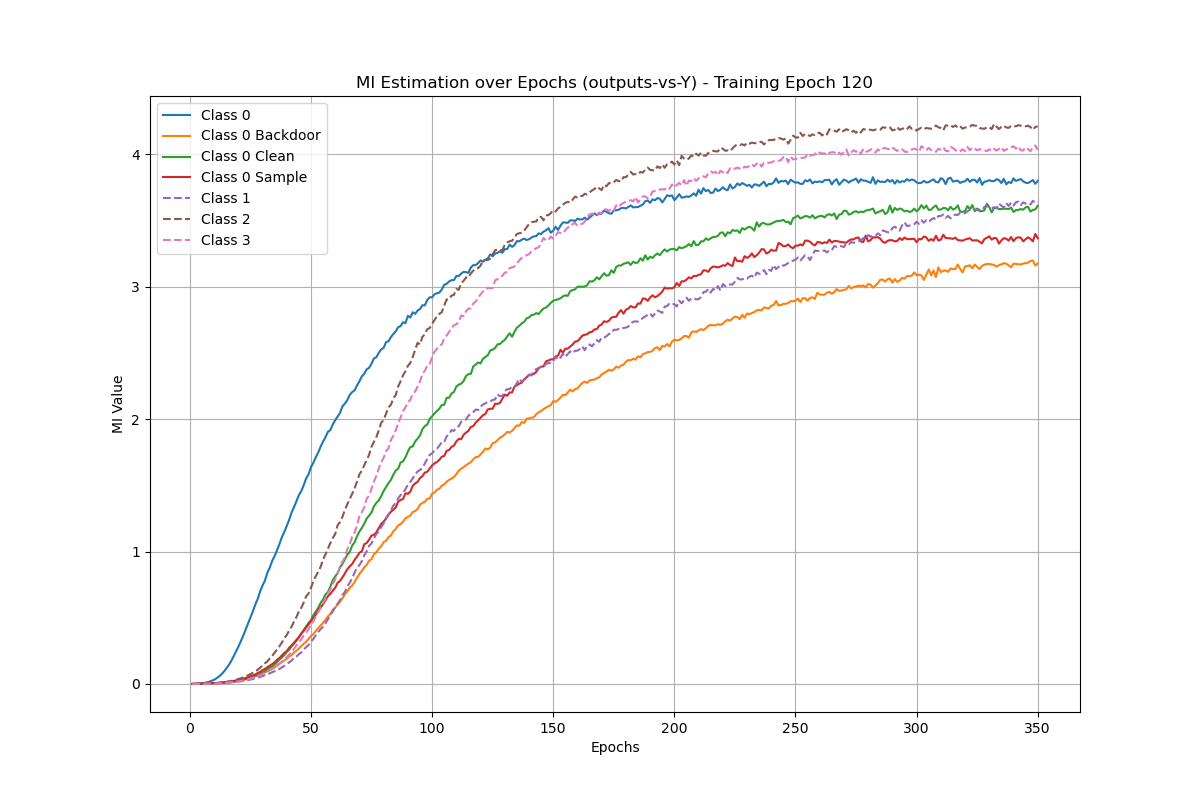 MI Estimation over Epochs (outputs-vs-Y) - Training Epoch 120
Class 0
Class 0 Backdoor
Class 0 Clean
Class 0 Sample
Class 1
Class 2
Class 3
MI Value
4
3
2
1
0
0 50 100 150 200 250 300 350
Epochs